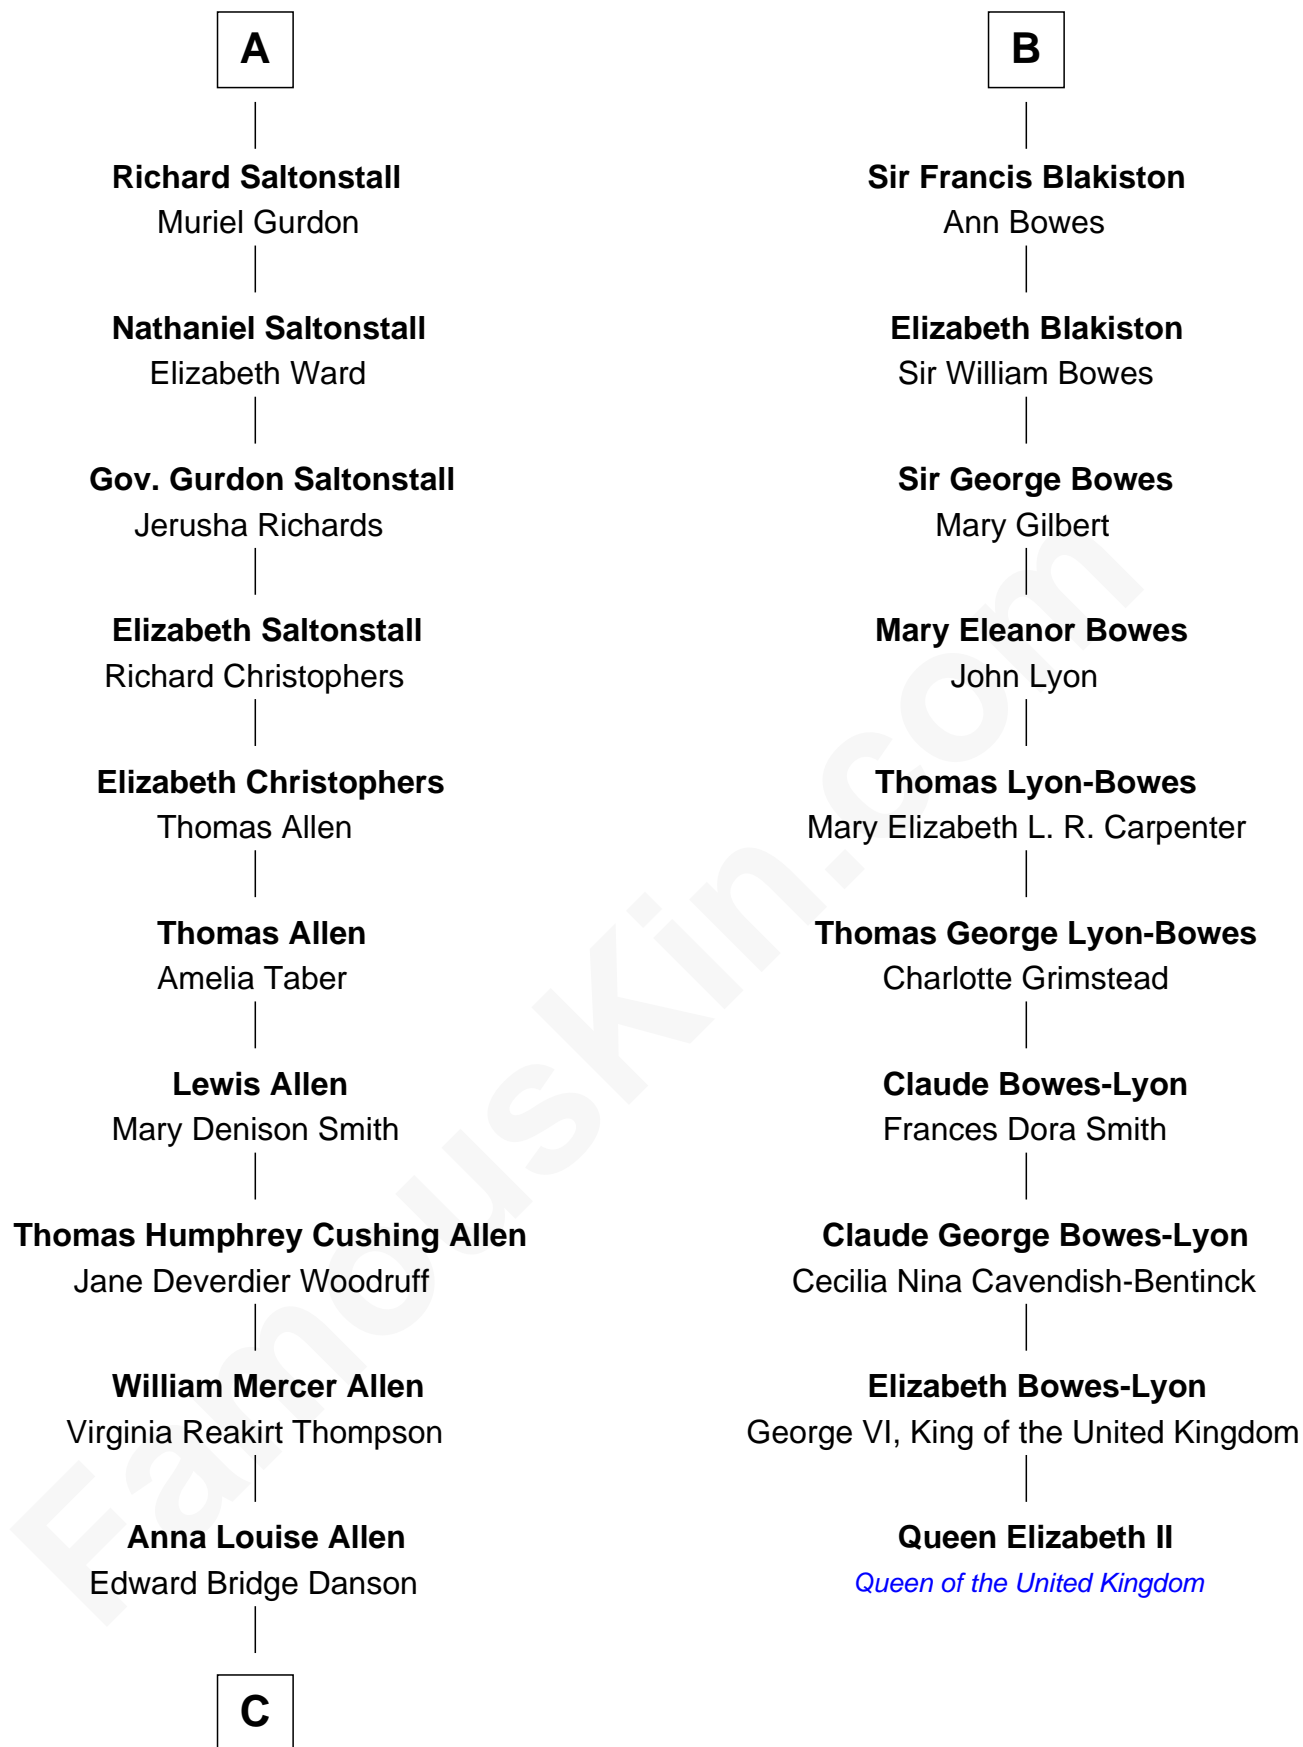 A
Richard Saltonstall
Muriel Gurdon
Nathaniel Saltonstall
Elizabeth Ward
Gov. Gurdon Saltonstall
Jerusha Richards
Elizabeth Saltonstall
Richard Christophers
Elizabeth Christophers
Thomas Allen
Thomas Allen
Amelia Taber
Lewis Allen
Mary Denison Smith
Thomas Humphrey Cushing Allen
Jane Deverdier Woodruff
William Mercer Allen
Virginia Reakirt Thompson
Anna Louise Allen
Edward Bridge Danson
C
B
Sir Francis Blakiston
Ann Bowes
Elizabeth Blakiston
Sir William Bowes
Sir George Bowes
Mary Gilbert
Mary Eleanor Bowes
John Lyon
Thomas Lyon-Bowes
Mary Elizabeth L. R. Carpenter
Thomas George Lyon-Bowes
Charlotte Grimstead
Claude Bowes-Lyon
Frances Dora Smith
Claude George Bowes-Lyon
Cecilia Nina Cavendish-Bentinck
Elizabeth Bowes-Lyon
George VI, King of the United Kingdom
Queen Elizabeth II
Queen of the United Kingdom
FamousKin.com